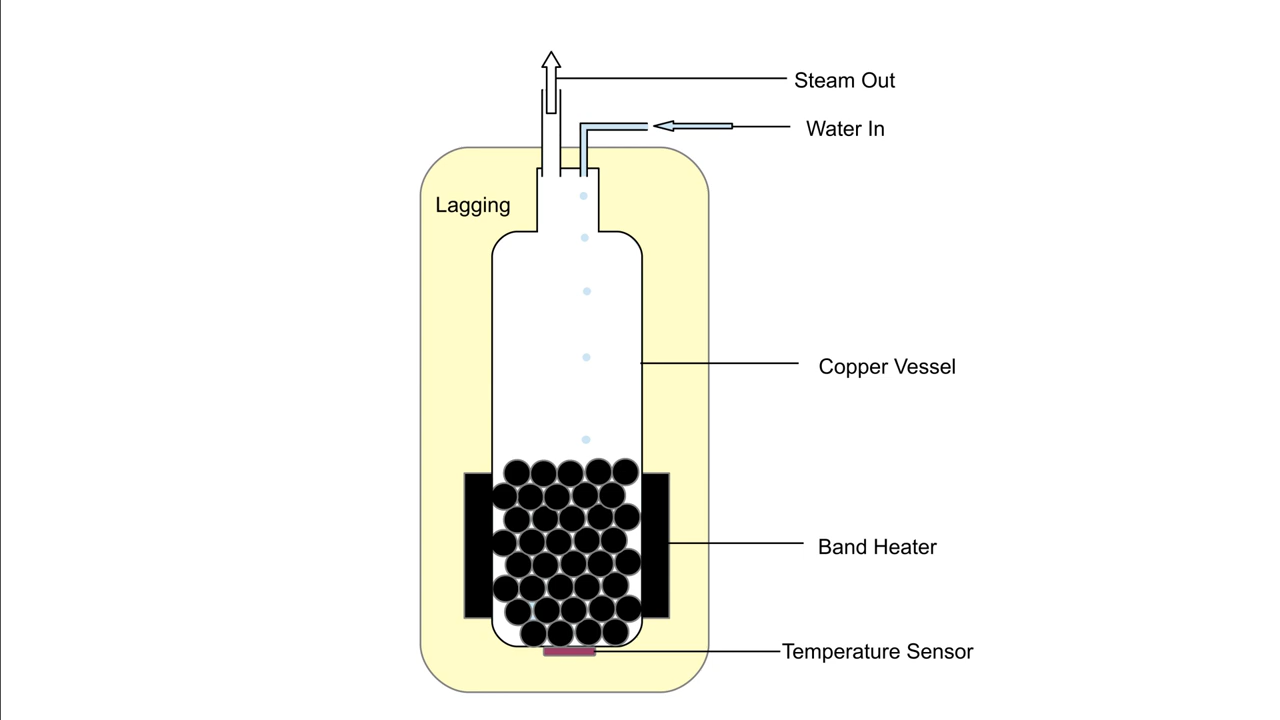 Steam Out
Water In
Lagging
Copper Vessel
Band Heater
Temperature Sensor